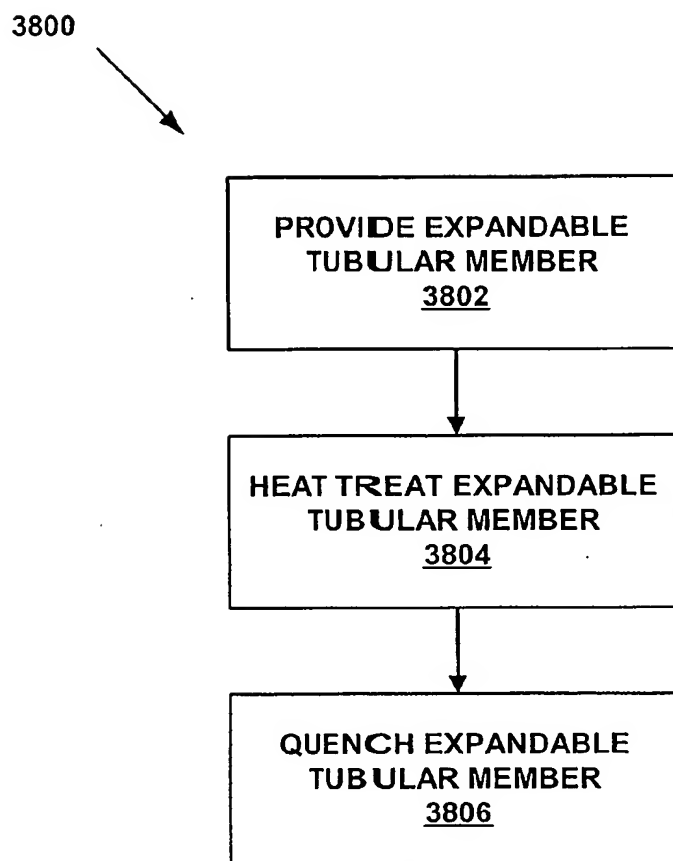 3800
PROVIDE EXPANDABLE
TUBULAR MEMBER
3802
HEAT TREAT EXPANDABLE
TUBULAR MEMBER
3804
QUENCH EXPANDABLE
TUBULAR MEMBER
3806